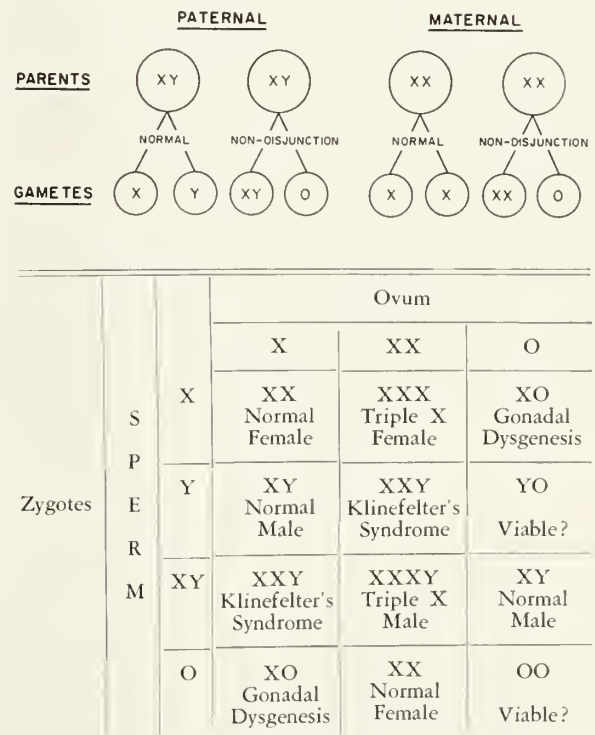 PATERNAL MATERNAL
PARENTS XY XY XX XX
NORMAL NON-DISJUNCTION NORMAL NON-DISJUNCTION
GAMETES X Y XY O X X XX O
Ovum
X XX O
X XX XXX XO
Normal Triple X Gonadal
S Female Female Dysgenesis
P
Y XY XXY YO
Zygotes E Normal Klinefelter's
Male Syndrome Viable?
R
M XY XXY XXXY XY
Klinefelter's Triple X Normal
Syndrome Male Male
O XO XX OO
Gonadal Normal
Dysgenesis Female Viable?